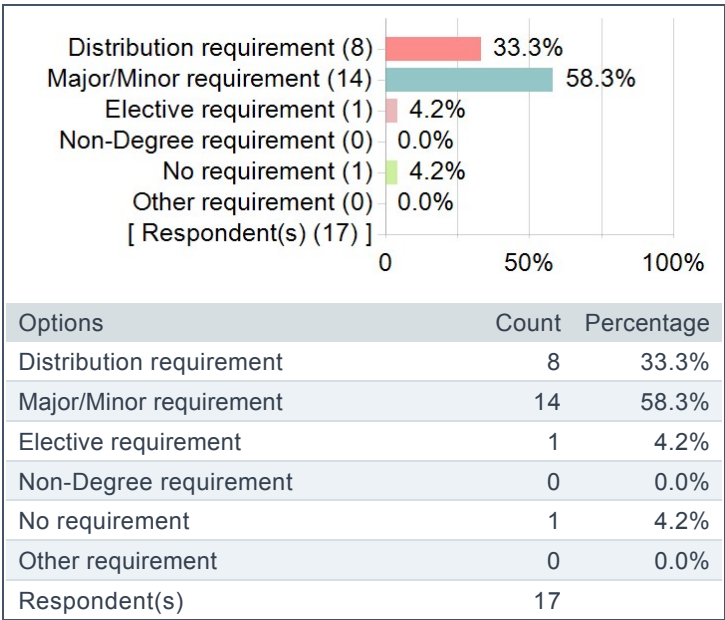 Distribution requirement (8) 33.3%
Major/Minor requirement (14) 58.3%
Elective requirement (1) 4.2%
Non-Degree requirement (0) 0.0%
No requirement (1) 4.2%
Other requirement (0) 0.0%
[ Respondent(s) (17) ]
0 50% 100%
Options Count Percentage
Distribution requirement 8 33.3%
Major/Minor requirement 14 58.3%
Elective requirement 1 4.2%
Non-Degree requirement 0 0.0%
No requirement 1 4.2%
Other requirement 0 0.0%
Respondent(s) 17